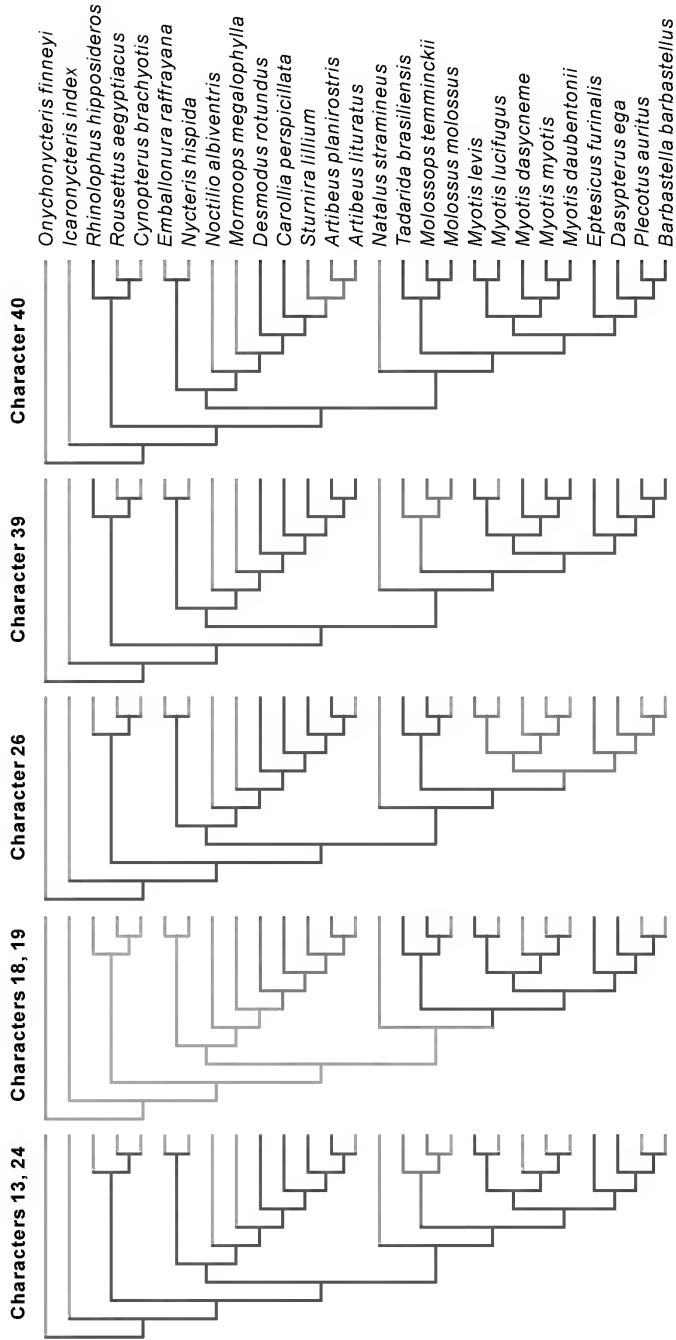 Onychonycteris finneyi
Icaronycteris index
Rhinolophus hipposideros
Rousettus aegyptiacus
Cynopterus brachyotis
Emballonura raffrayana
Nycteris hispida
Noctilio albiventris
Mormoops megalophylla
Desmodus rotundus
Carollia perspicillata
Sturnira lillium
Artibeus planirostris
Artibeus lituratus
Natalus stramineus
Tadarida brasiliensis
Molossops temminckii
Molossus molossus
Myotis levis
Myotis lucifugus
Myotis dasycneme
Myotis myotis
Myotis daubentonii
Eptesicus furinalis
Dasypterus ega
Plecotus auritus
Barbastella barbastellus
Character 40
Character 39
Character 26
Characters 18, 19
Characters 13, 24